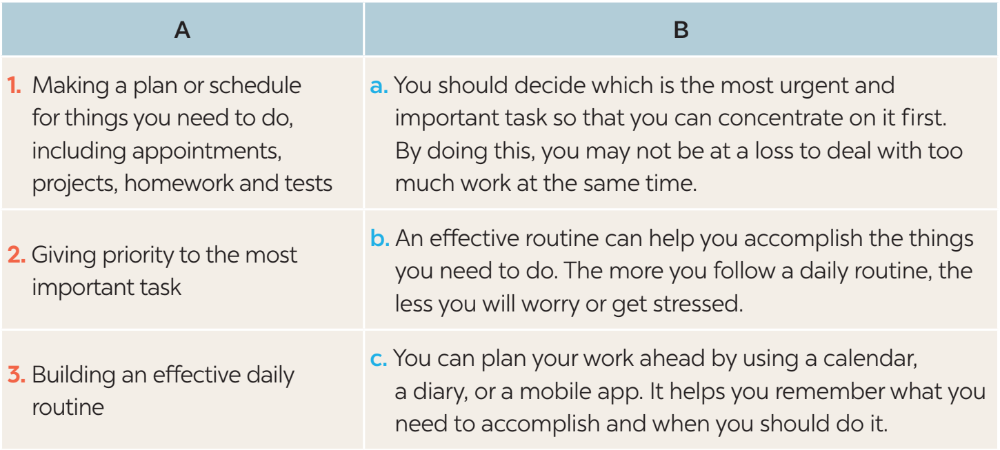 A
B
1. Making a plan or schedule
for things you need to do,
including appointments,
projects, homework and tests
a. You should decide which is the most urgent and
important task so that you can concentrate on it first.
By doing this, you may not be at a loss to deal with too
much work at the same time.
2. Giving priority to the most
important task
b. An effective routine can help you accomplish the things
you need to do. The more you follow a daily routine, the
less you will worry or get stressed.
3. Building an effective daily
routine
c. You can plan your work ahead by using a calendar,
a diary, or a mobile app. It helps you remember what you
need to accomplish and when you should do it.